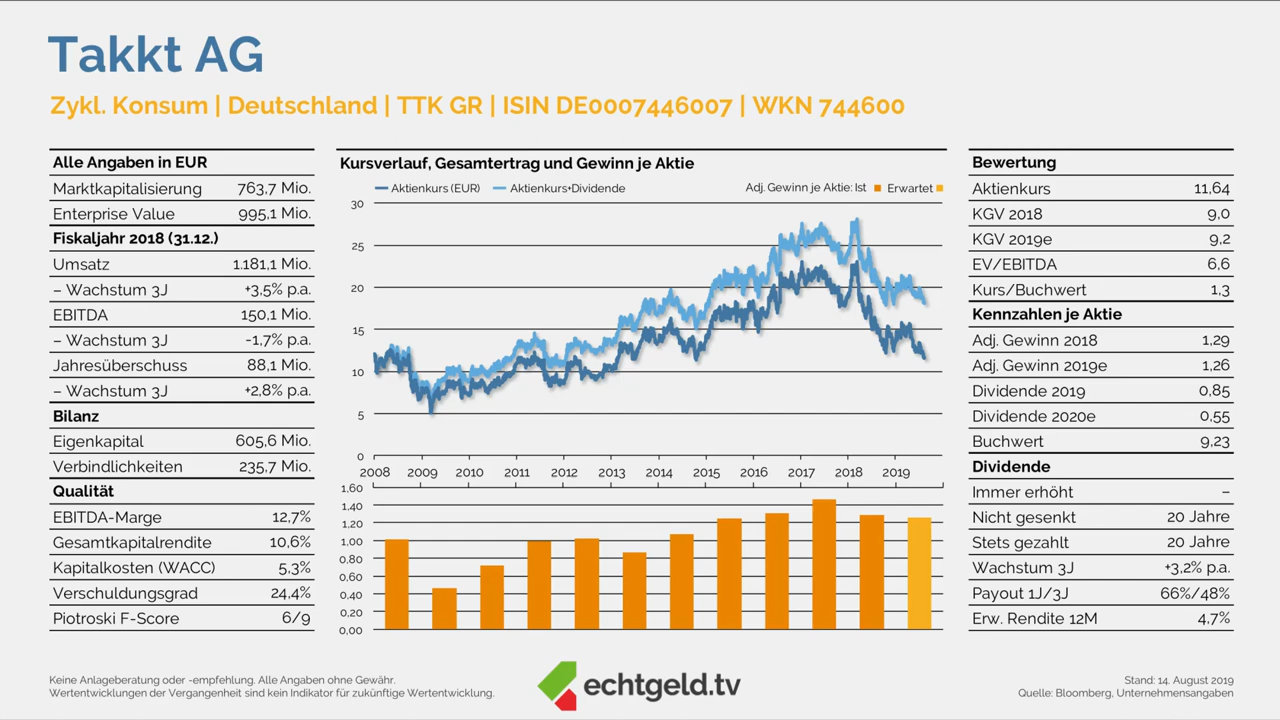 Takkt AG
Zykl. Konsum | Deutschland | TTK GR | ISIN DE0007446007 | WKN 744600
Alle Angaben in EUR
Marktkapitalisierung 763,7 Mio.
Enterprise Value 995,1 Mio.
Fiskaljahr 2018 (31.12.)
Umsatz 1.181,1 Mio.
– Wachstum 3J +3,5% p.a.
EBITDA 150,1 Mio.
– Wachstum 3J -1,7% p.a.
Jahresüberschuss 88,1 Mio.
– Wachstum 3J +2,8% p.a.
Bilanz
Eigenkapital 605,6 Mio.
Verbindlichkeiten 235,7 Mio.
Qualität
EBITDA-Marge 12,7%
Gesamtkapitalrendite 10,6%
Kapitalkosten (WACC) 5,3%
Verschuldungsgrad 24,4%
Piotroski F-Score 6/9
Kursverlauf, Gesamtertrag und Gewinn je Aktie
Aktienkurs (EUR) Aktienkurs+Dividende Adj. Gewinn je Aktie: Ist Erwartet
30
25
20
15
10
5
0
2008 2009 2010 2011 2012 2013 2014 2015 2016 2017 2018 2019
1.60
1.40
1.20
1.00
0.80
0.60
0.40
0.20
0.00
Bewertung
Aktienkurs 11,64
KGV 2018 9,0
KGV 2019e 9,2
EV/EBITDA 6,6
Kurs/Buchwert 1,3
Kennzahlen je Aktie
Adj. Gewinn 2018 1,29
Adj. Gewinn 2019e 1,26
Dividende 2019 0,85
Dividende 2020e 0,55
Buchwert 9,23
Dividende
Immer erhöht –
Nicht gesenkt 20 Jahre
Stets gezahlt 20 Jahre
Wachstum 3J +3,2% p.a.
Payout 1J/3J 66%/48%
Erw. Rendite 12M 4,7%
Keine Anlageberatung oder -empfehlung. Alle Angaben ohne Gewähr.
Wertentwicklungen der Vergangenheit sind kein Indikator für zukünftige Wertentwicklung.
echtgeld.tv
Stand: 14. August 2019
Quelle: Bloomberg, Unternehmensangaben